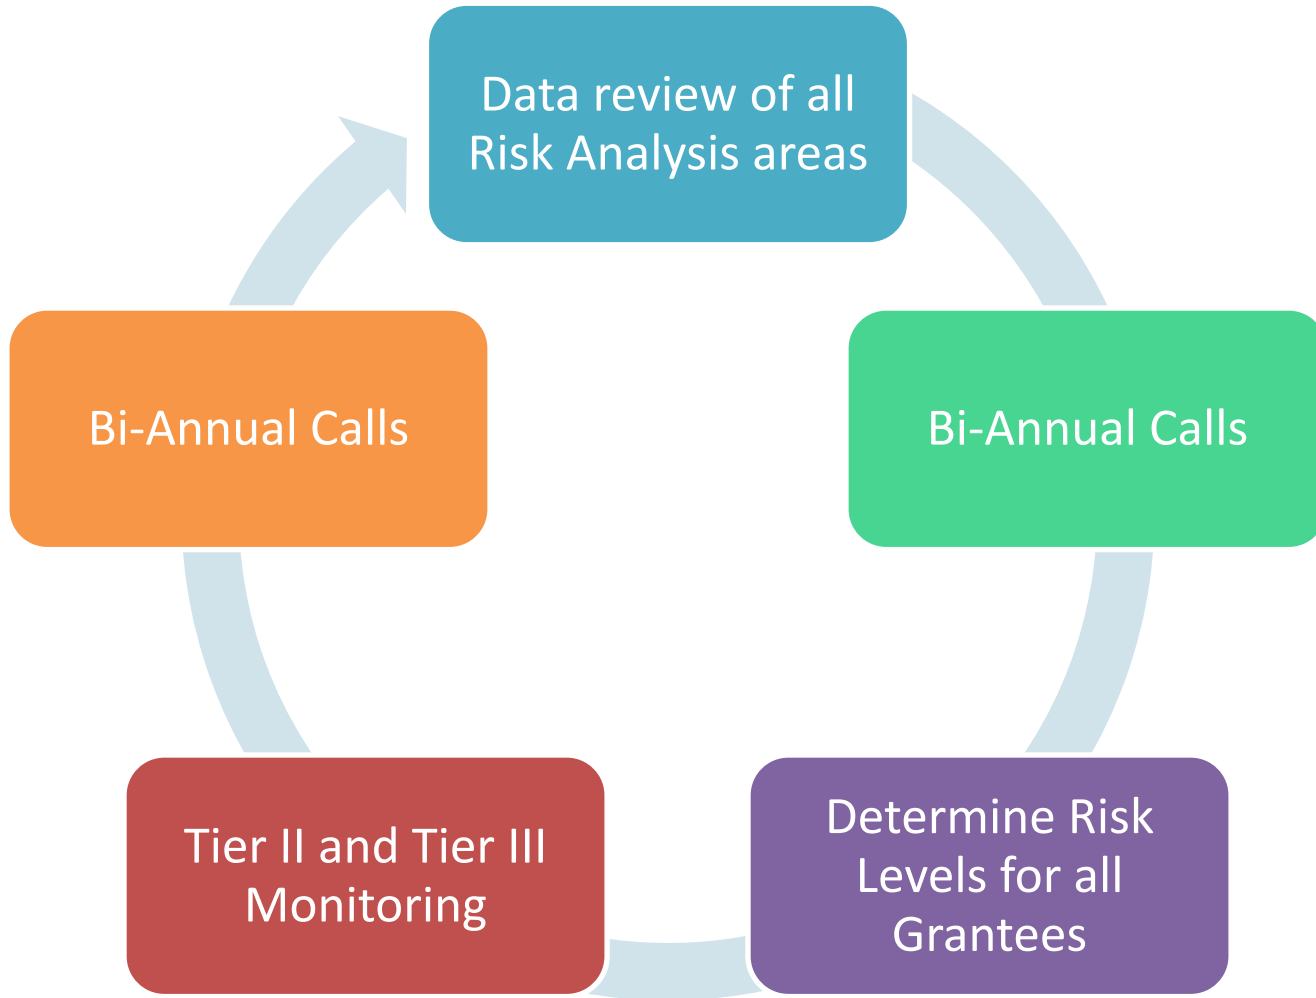 Data review of all
Risk Analysis areas
Bi-Annual Calls
Bi-Annual Calls
Determine Risk
Levels for all
Grantees
Tier II and Tier III
Monitoring